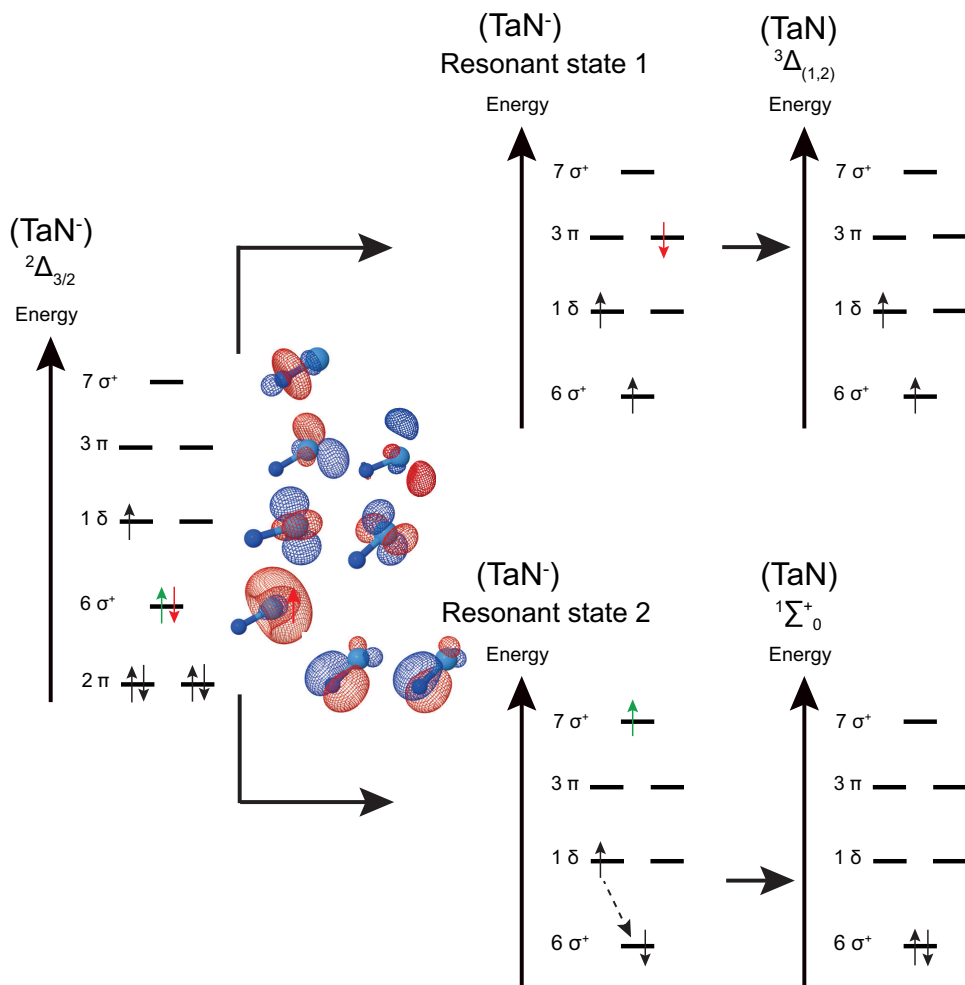 (TaN⁻)
²Δ₃/₂
Energy
7 σ⁺
3 π
1 δ
6 σ⁺
2 π
(TaN⁻)
Resonant state 1
Energy
7 σ⁺
3 π
1 δ
6 σ⁺
(TaN)
³Δ₍₁,₂₎
Energy
7 σ⁺
3 π
1 δ
6 σ⁺
(TaN⁻)
Resonant state 2
Energy
7 σ⁺
3 π
1 δ
6 σ⁺
(TaN)
¹Σ⁺₀
Energy
7 σ⁺
3 π
1 δ
6 σ⁺